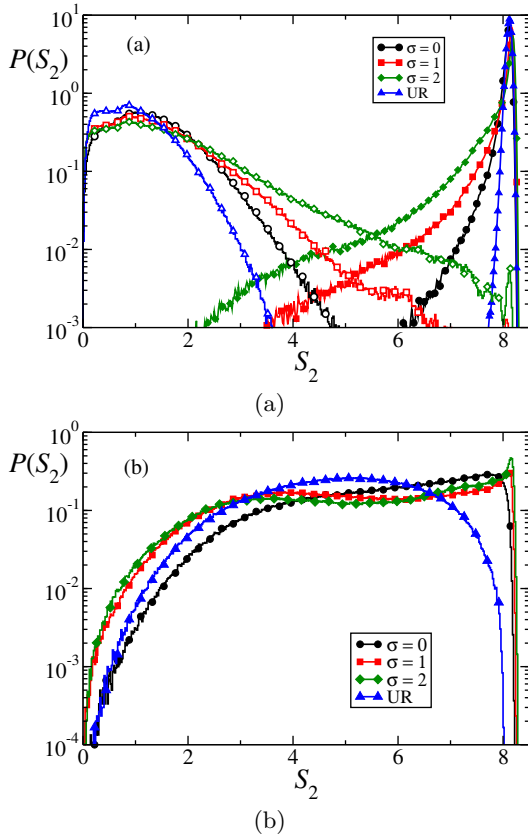 10^1
10^0
10^-1
10^-2
10^-3
P(S_2)
(a)
σ = 0
σ = 1
σ = 2
UR
0 2 4 6 8
S_2
(a)
10^0
10^-1
10^-2
10^-3
10^-4
P(S_2)
(b)
σ = 0
σ = 1
σ = 2
UR
0 2 4 6 8
S_2
(b)